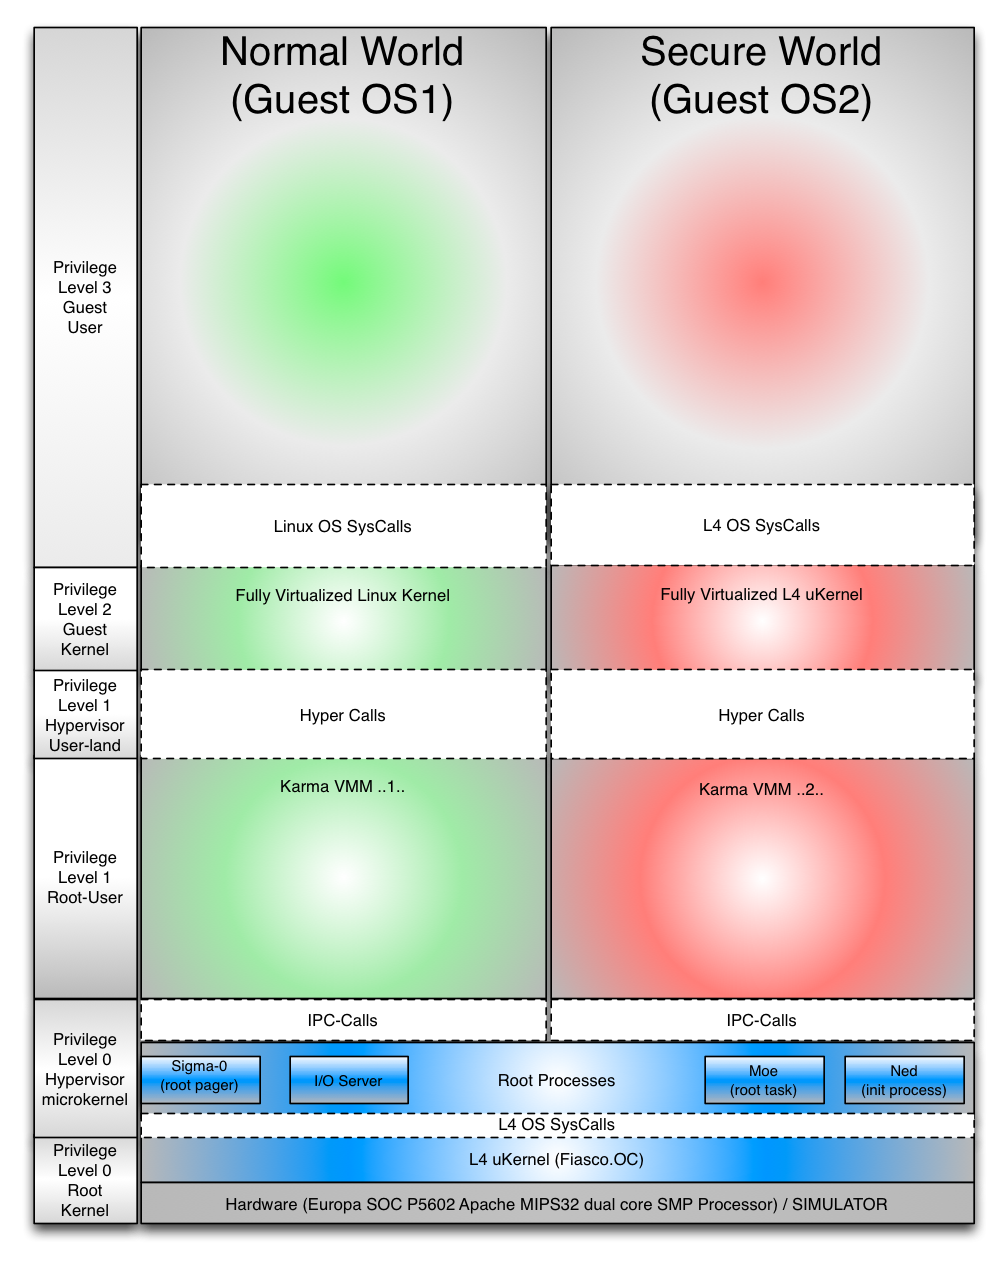 Normal World
(Guest OS1)
Secure World
(Guest OS2)
Privilege
Level 3
Guest
User
Linux OS SysCalls
L4 OS SysCalls
Privilege
Level 2
Guest
Kernel
Fully Virtualized Linux Kernel
Fully Virtualized L4 uKernel
Privilege
Level 1
Hypervisor
User-land
Hyper Calls
Hyper Calls
Karma VMM ..1..
Karma VMM ..2..
Privilege
Level 1
Root-User
IPC-Calls
IPC-Calls
Privilege
Level 0
Hypervisor
microkernel
Sigma-0
(root pager)
I/O Server
Root Processes
Moe
(root task)
Ned
(init process)
L4 OS SysCalls
Privilege
Level 0
Root
Kernel
L4 uKernel (Fiasco.OC)
Hardware (Europa SOC P5602 Apache MIPS32 dual core SMP Processor) / SIMULATOR